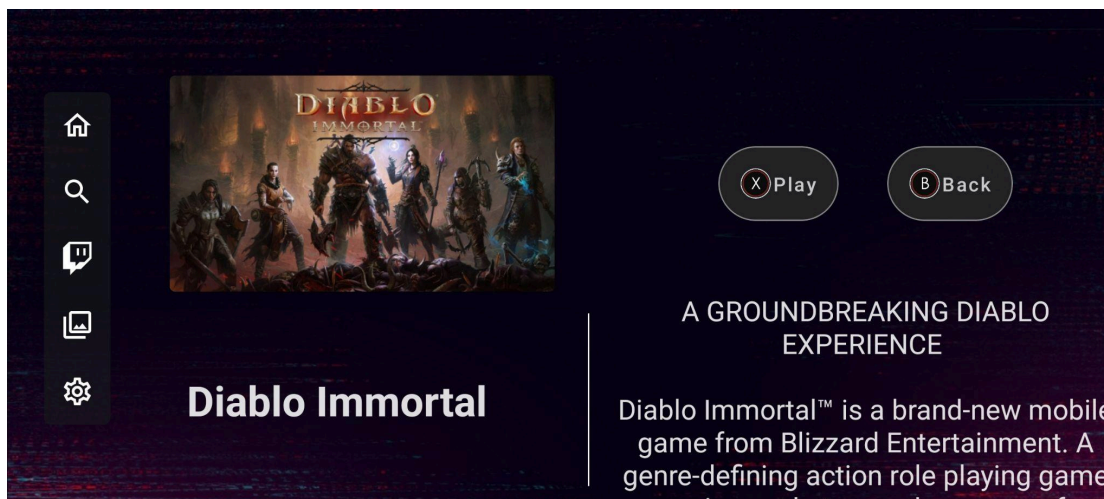 DIABLO
IMMORTAL
Diablo Immortal
X Play
B Back
A GROUNDBREAKING DIABLO
EXPERIENCE
Diablo Immortal™ is a brand-new mobile
game from Blizzard Entertainment. A
genre-defining action role playing game